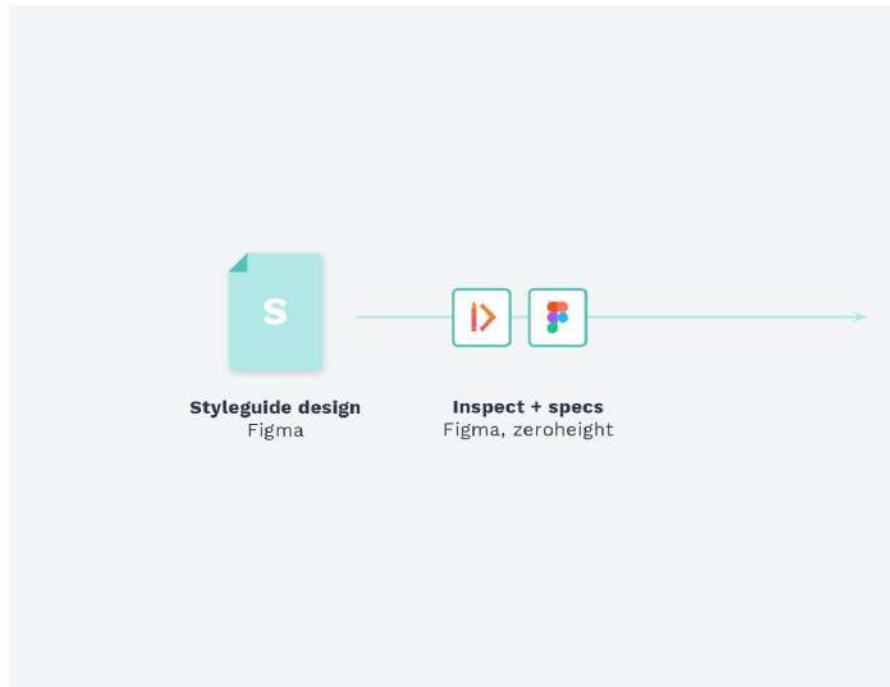 S
Styleguide design
Figma
Inspect + specs
Figma, zeroheight